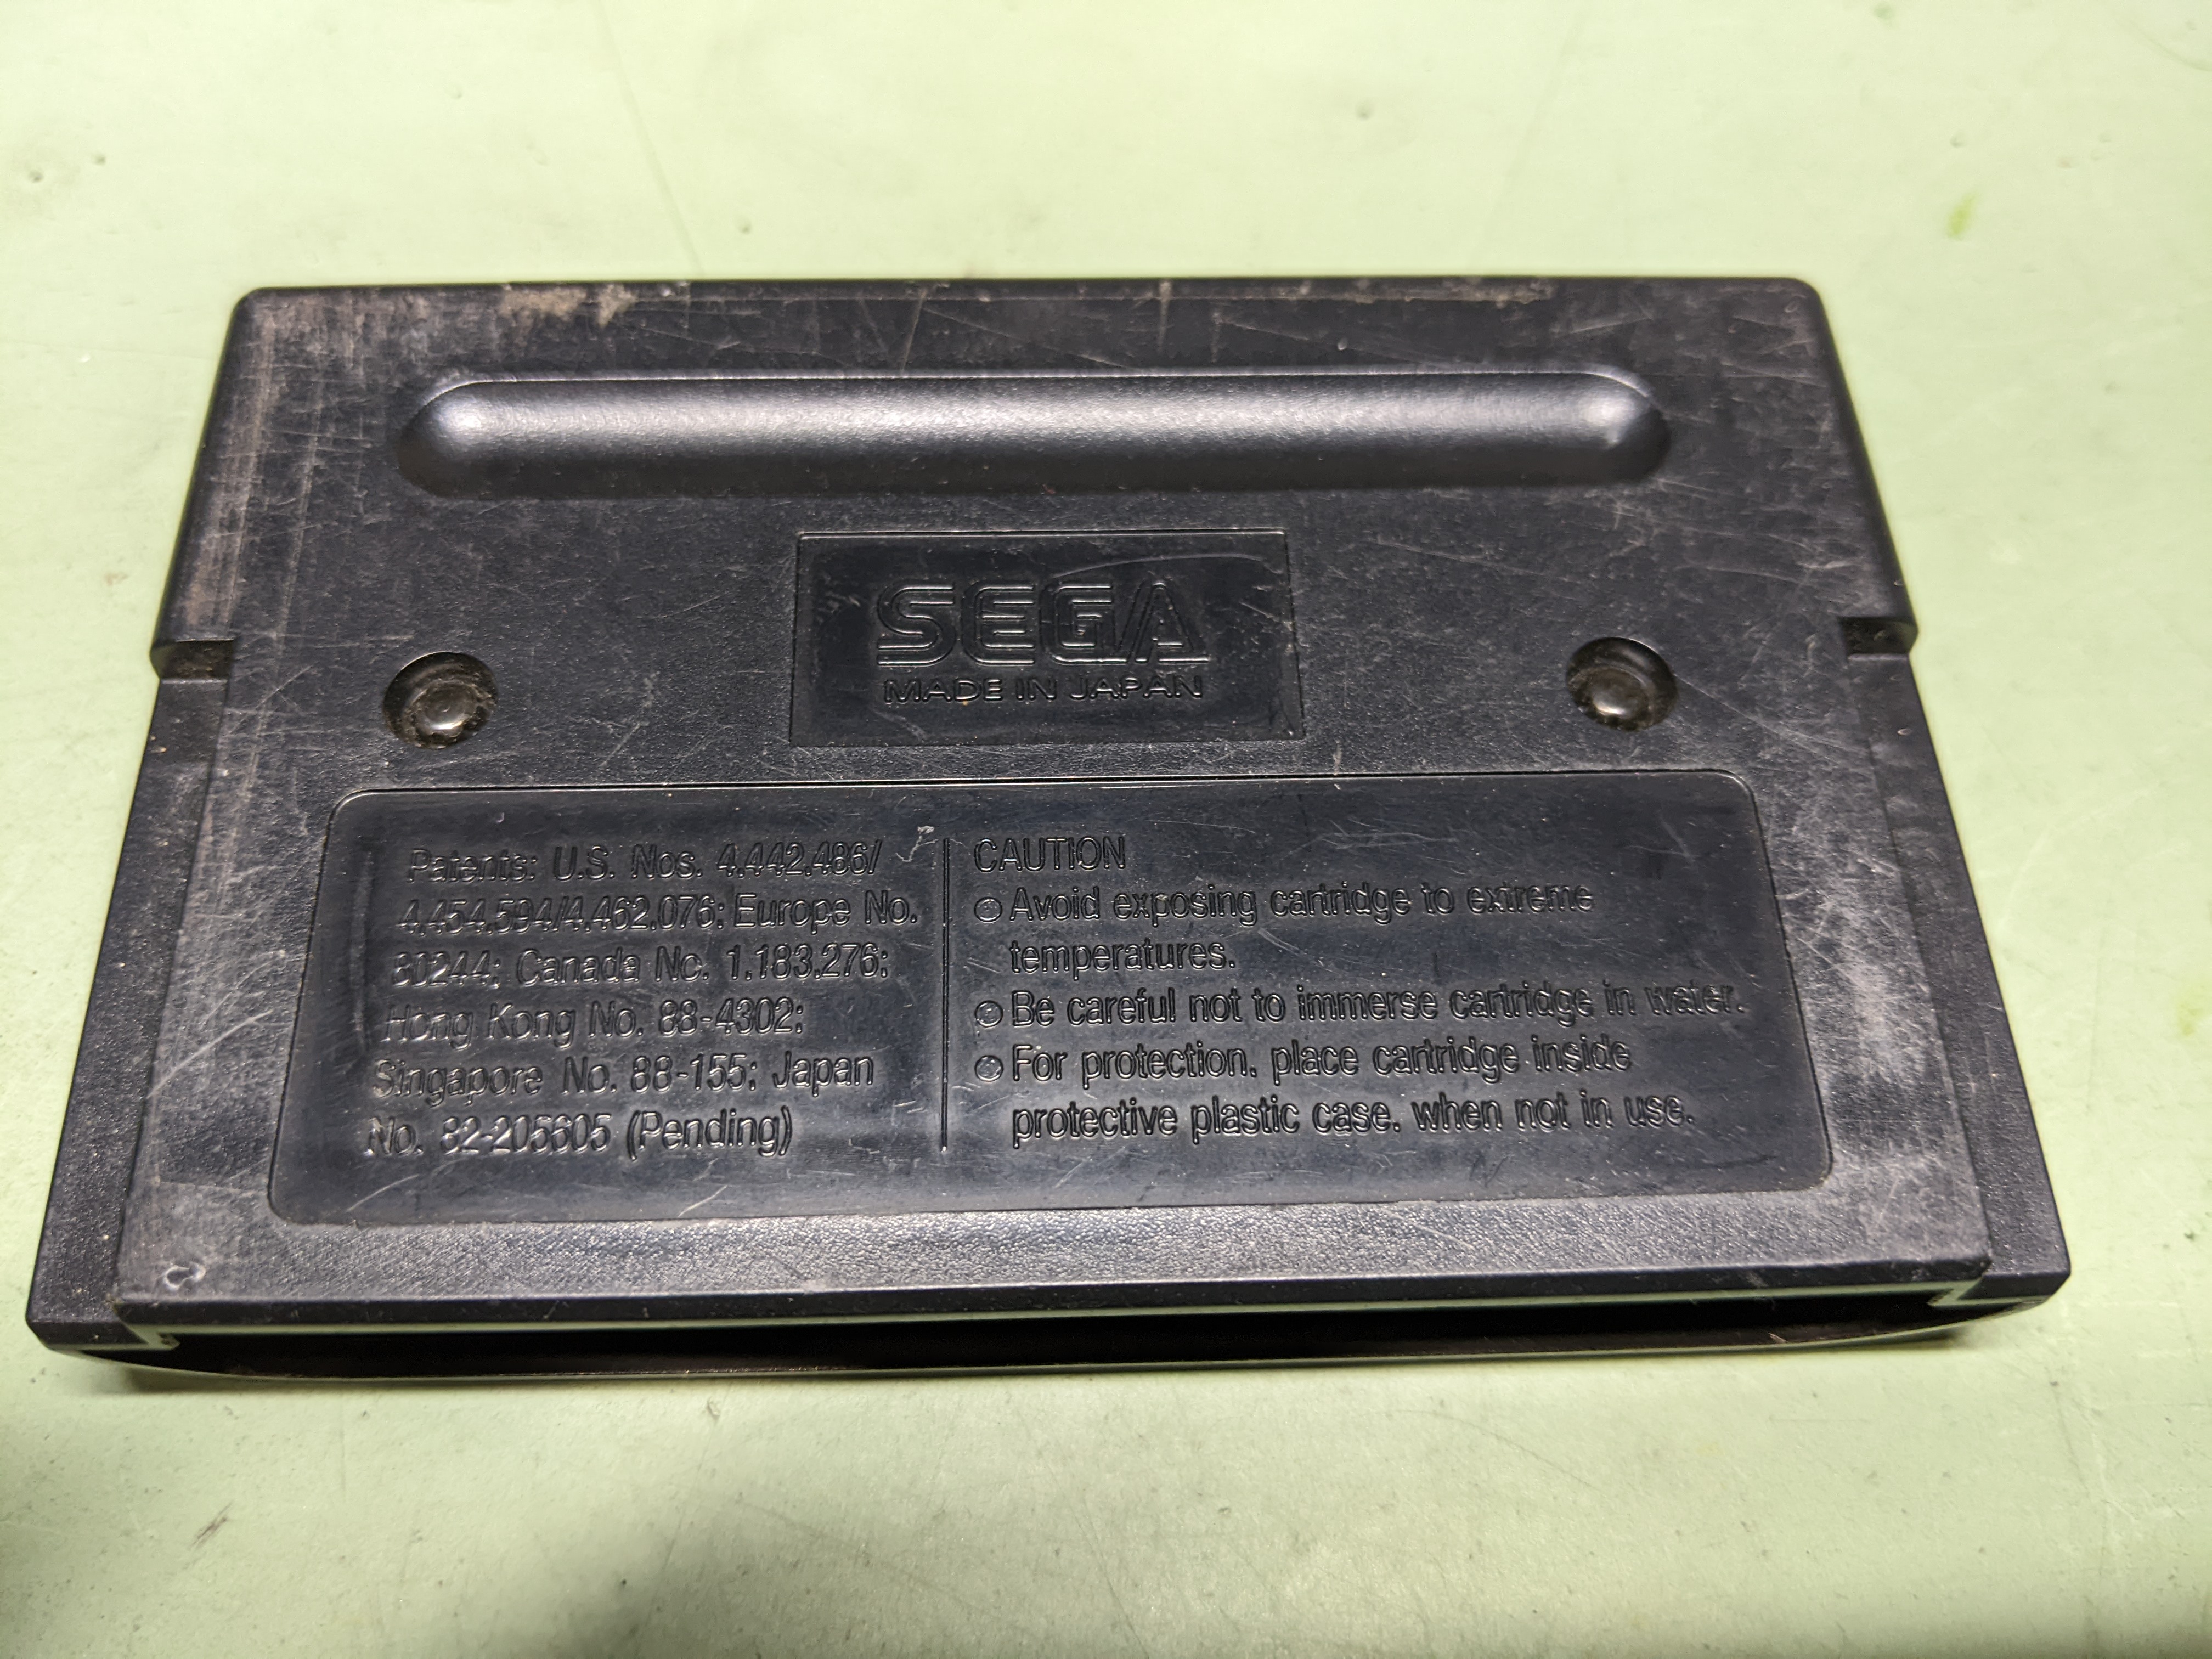 SEGA
MADE IN JAPAN
Patents: U.S. Nos. 4,442,486/
4,454,594/4,462,076; Europe No.
80244; Canada No. 1,183,276;
Hong Kong No. 88-4302;
Singapore No. 88-155; Japan
No. 82-205605 (Pending)
CAUTION
Avoid exposing cartridge to extreme
temperatures.
Be careful not to immerse cartridge in water.
For protection, place cartridge inside
protective plastic case, when not in use.